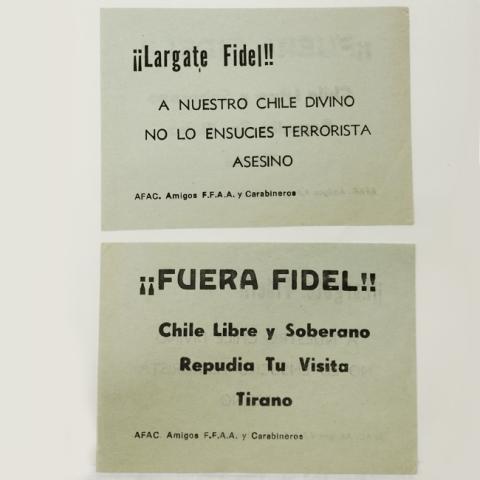 ¡¡Largate Fidel!!
A NUESTRO CHILE DIVINO
NO LO ENSUCIES TERRORISTA
ASESINO
AFAC. Amigos F.F.A.A. y Carabineros
¡¡FUERA FIDEL!!
Chile Libre y Soberano
Repudia Tu Visita
Tirano
AFAC. Amigos F.F.A.A. y Carabineros